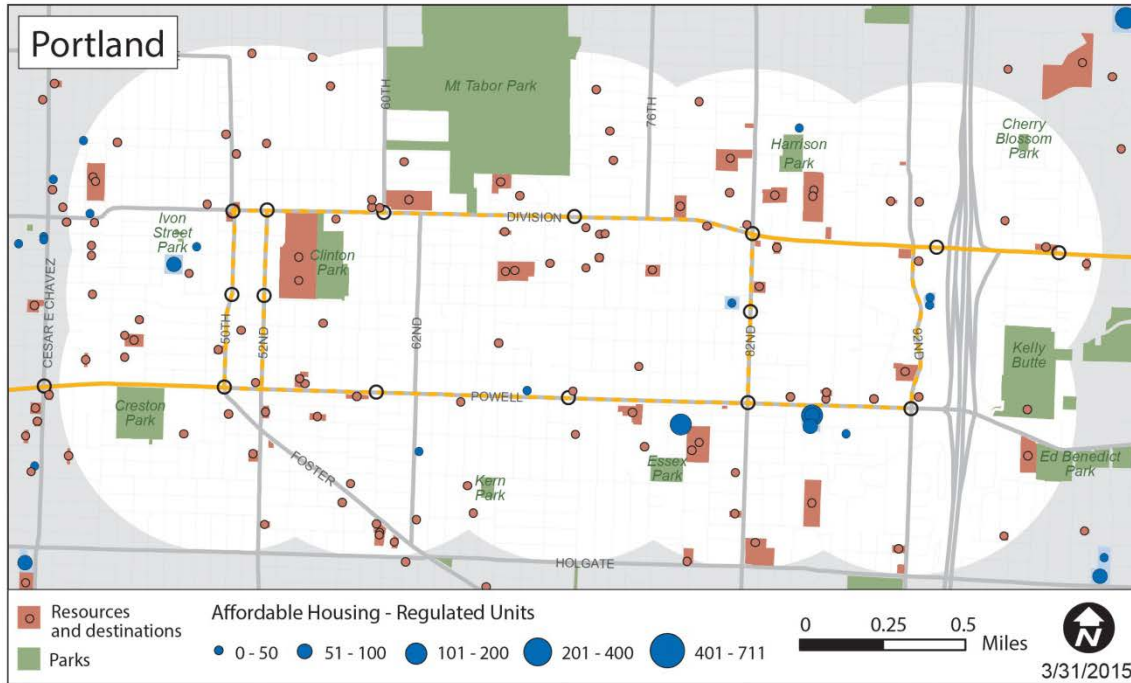 Portland
60TH
Mt Tabor Park
76TH
Harrison
Park
Cherry
Blossom
Park
DIVISION
Ivon
Street
Park
Clinton
Park
CESAR E CHAVEZ
50TH
52ND
62ND
82ND
92ND
Kelly
Butte
Creston
Park
POWELL
FOSTER
Kern
Park
Essex
Park
Ed Benedict
Park
HOLGATE
Resources
and destinations
Parks
Affordable Housing - Regulated Units
0 - 50
51 - 100
101 - 200
201 - 400
401 - 711
0 0.25 0.5
Miles
N
3/31/2015